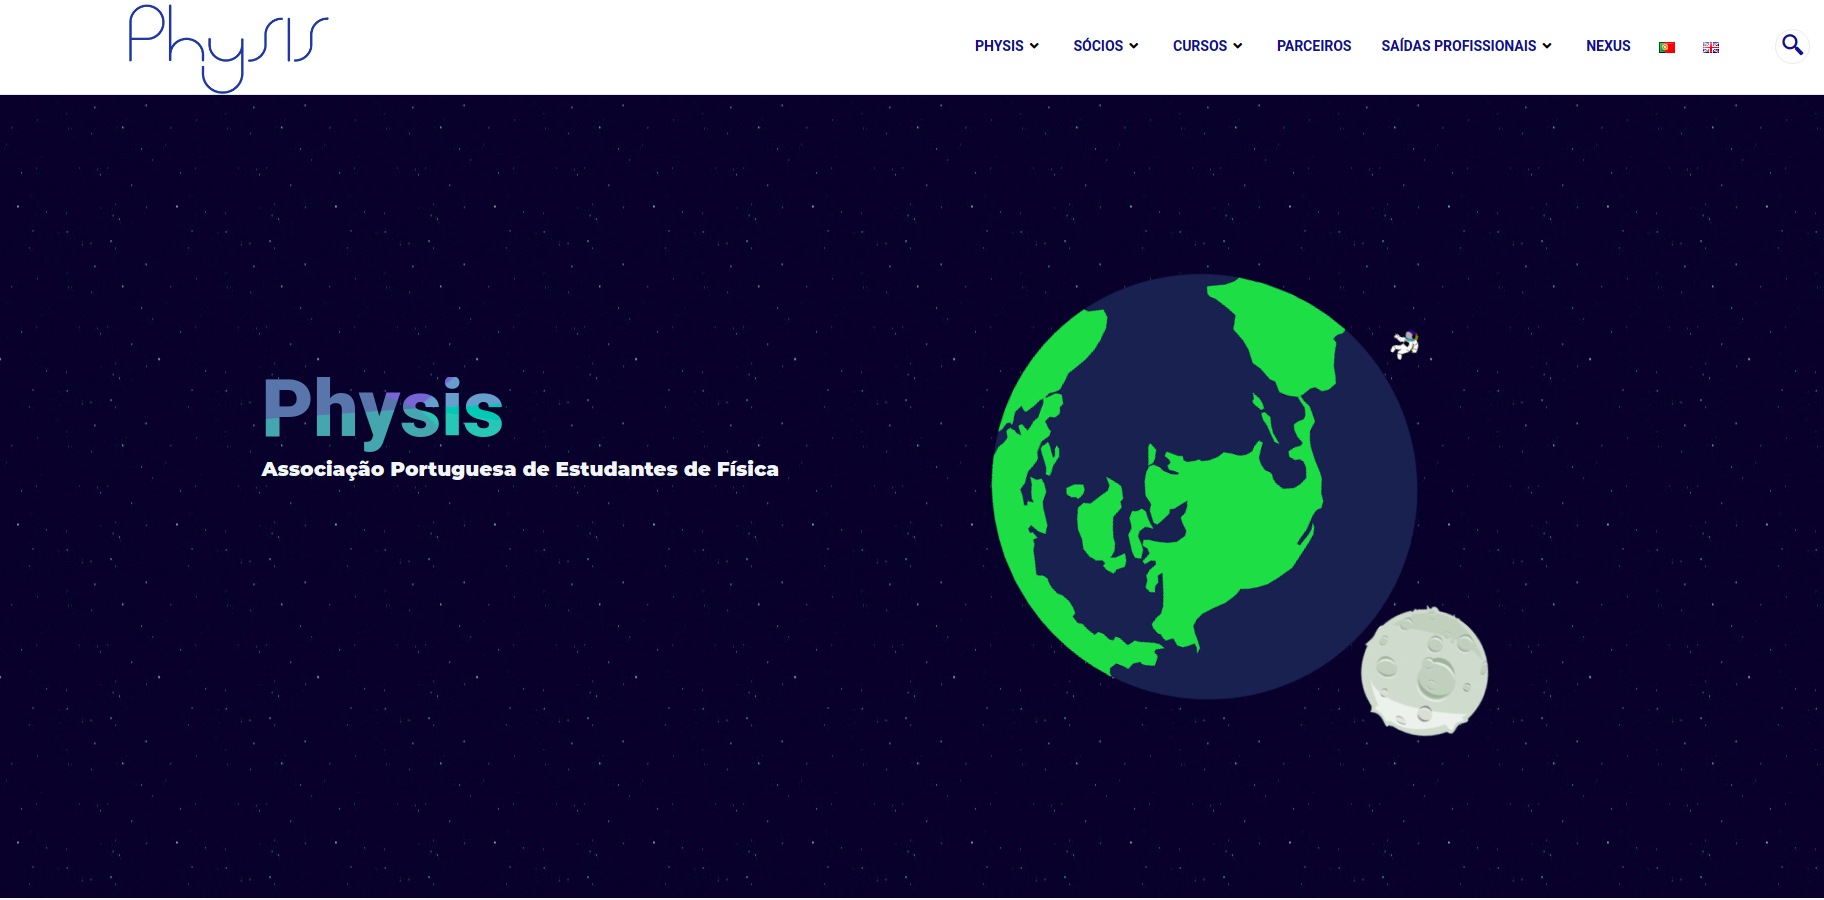 Physis
PHYSIS SÓCIOS CURSOS PARCEIROS SAÍDAS PROFISSIONAIS NEXUS
Physis
Associação Portuguesa de Estudantes de Física